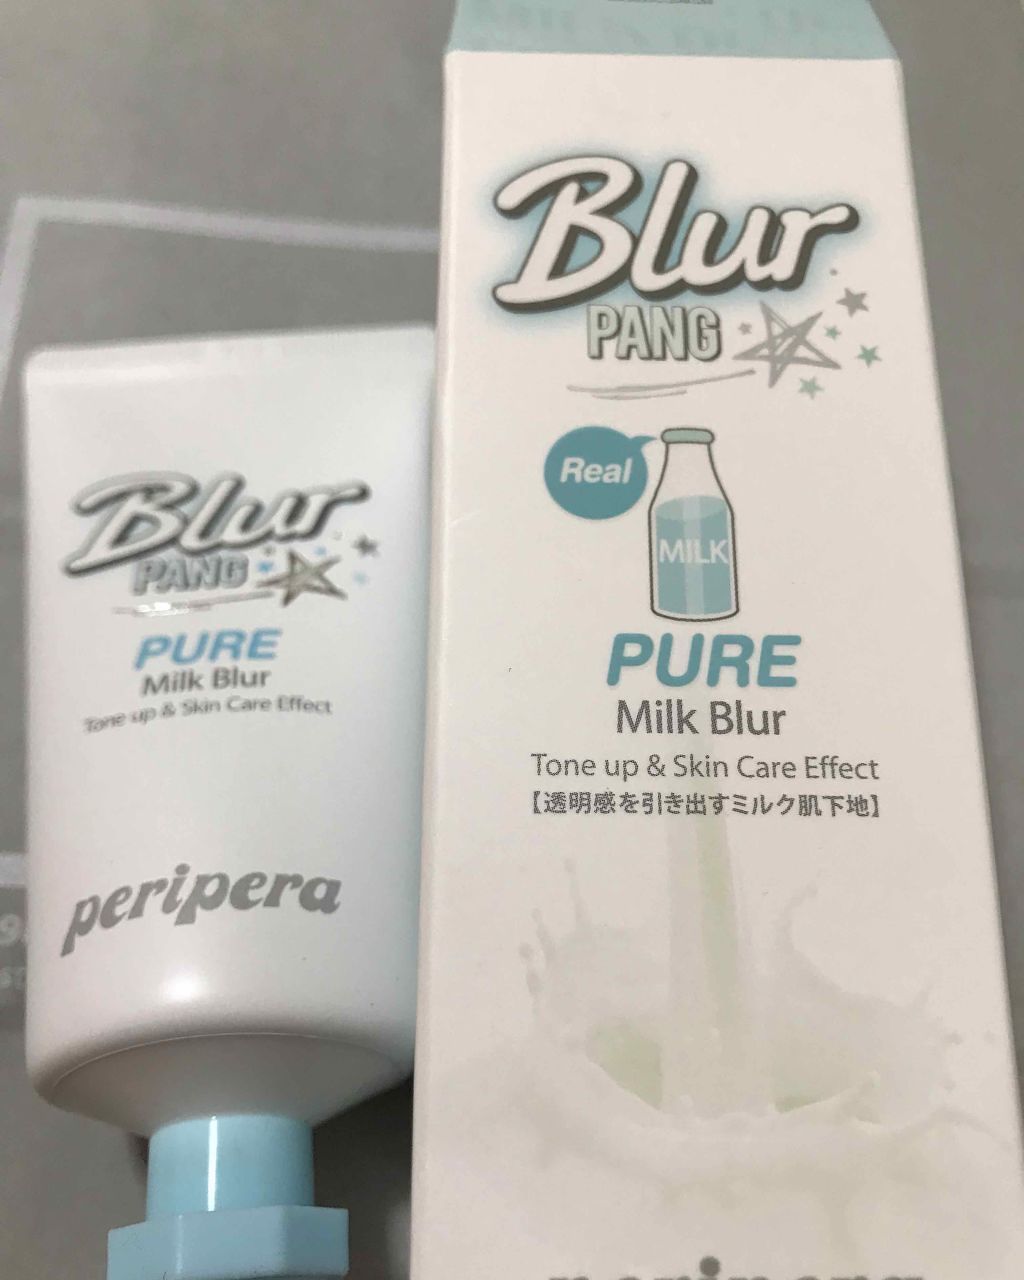 Blur
PANG
PURE
Milk Blur
Tone up & Skin Care Effect
peripera
Blur
PANG
Real
MILK
PURE
Milk Blur
Tone up & Skin Care Effect
【透明感を引き出すミルク肌下地】